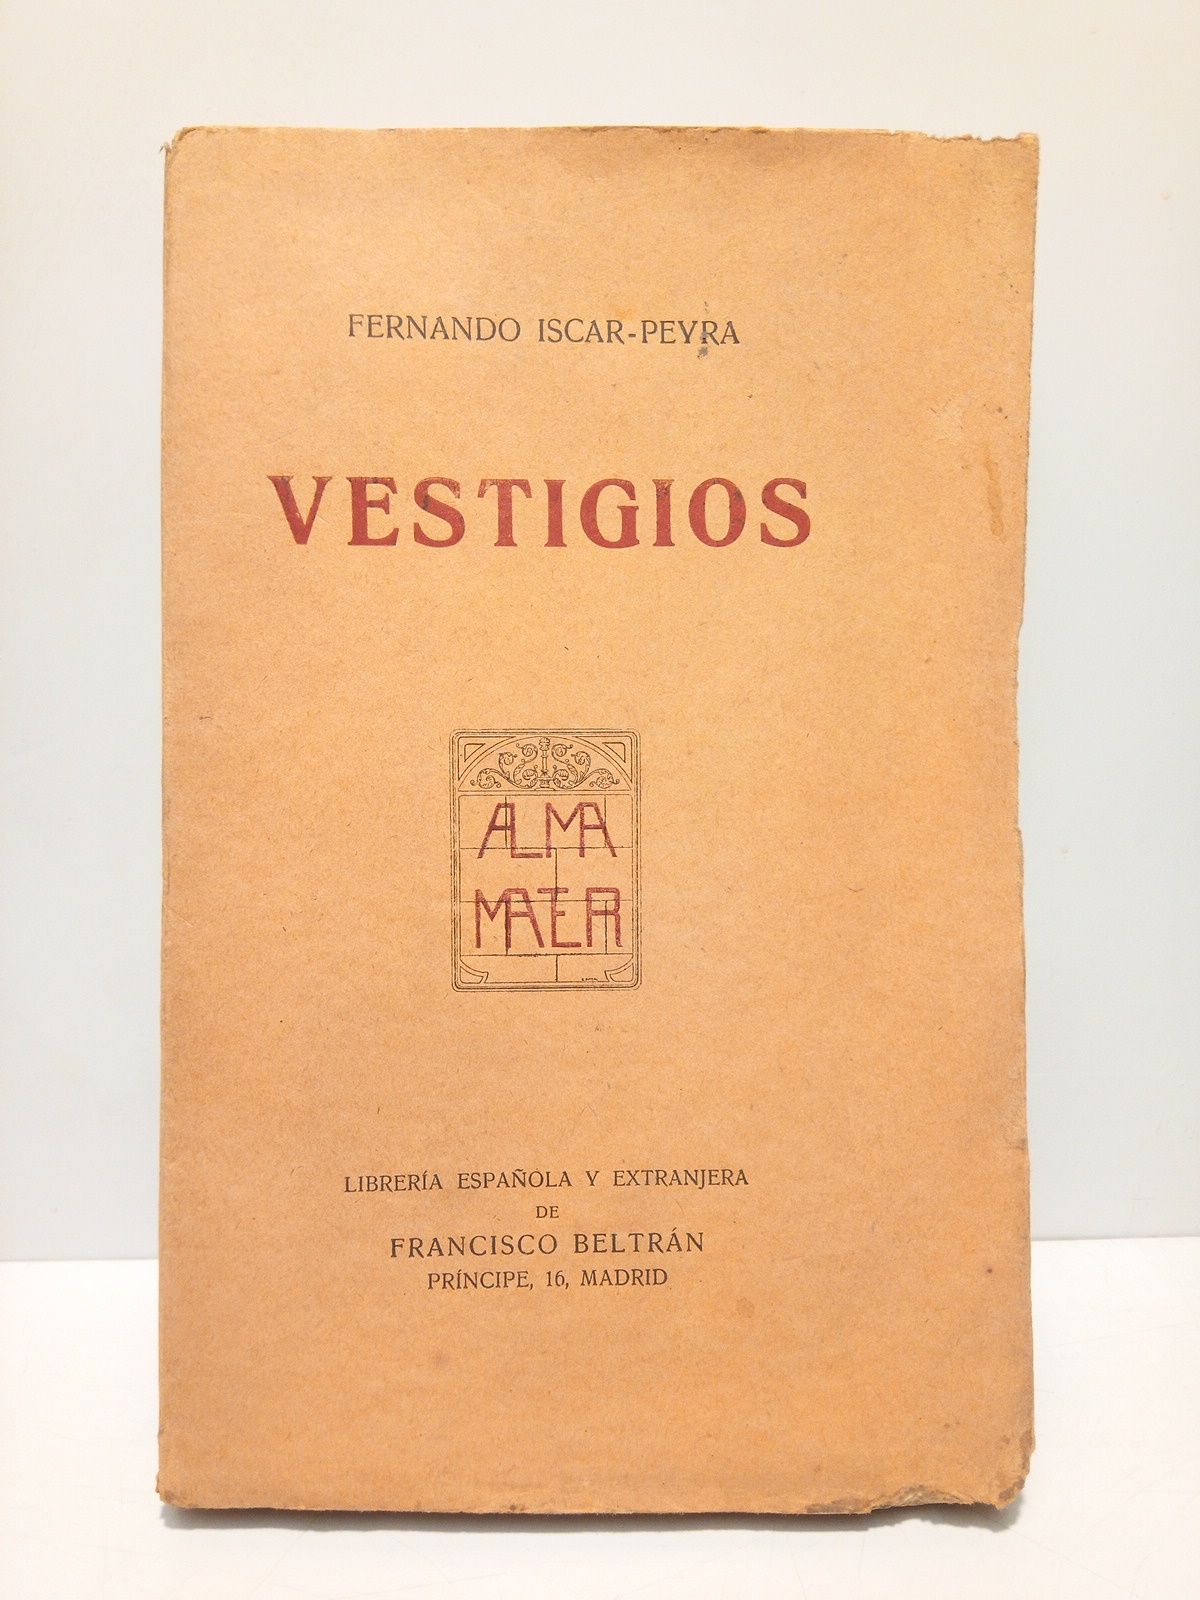 FERNANDO ISCAR-PEYRA
VESTIGIOS
ALMA
MATER
LIBRERÍA ESPAÑOLA Y EXTRANJERA
DE
FRANCISCO BELTRÁN
PRÍNCIPE, 16, MADRID